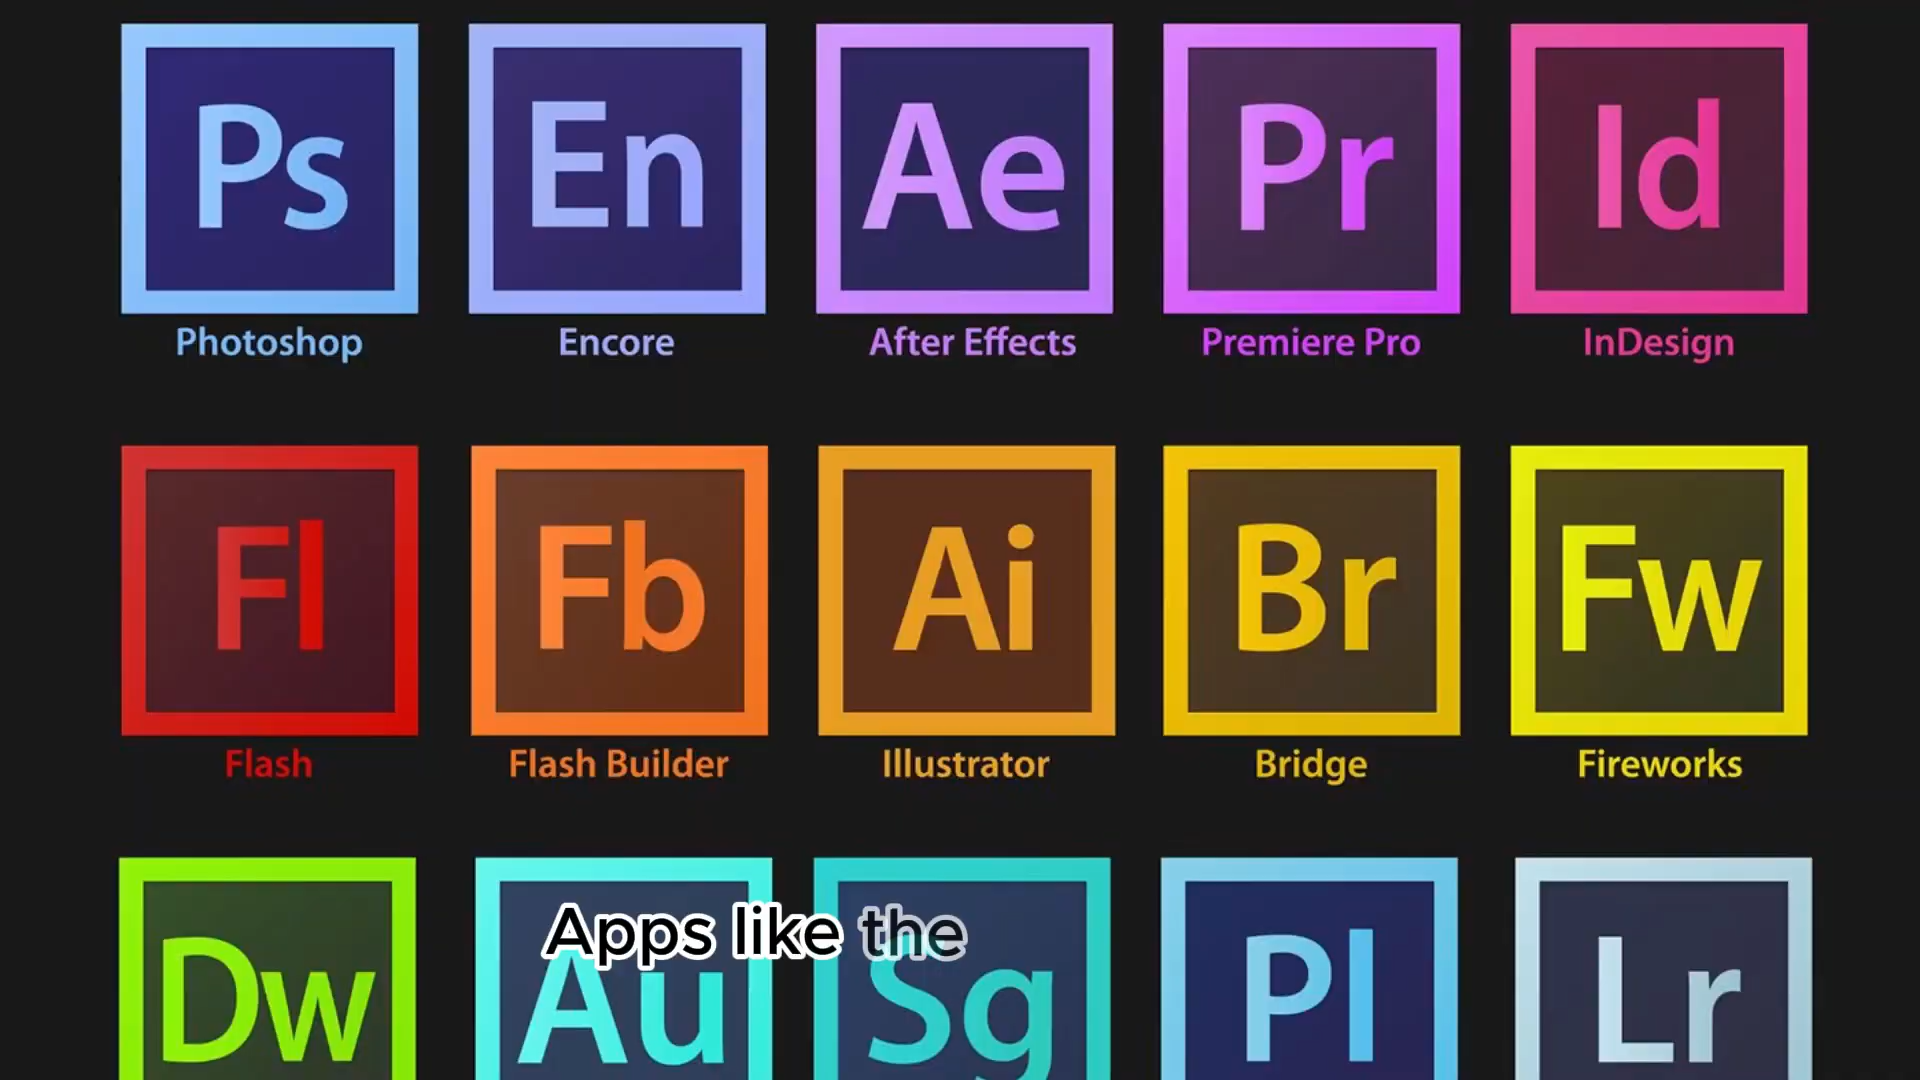 Ps En Ae Pr Id
Photoshop Encore After Effects Premiere Pro InDesign
Fl Fb Ai Br Fw
Flash Flash Builder Illustrator Bridge Fireworks
Apps like the
Dw Au Sg Pl Lr